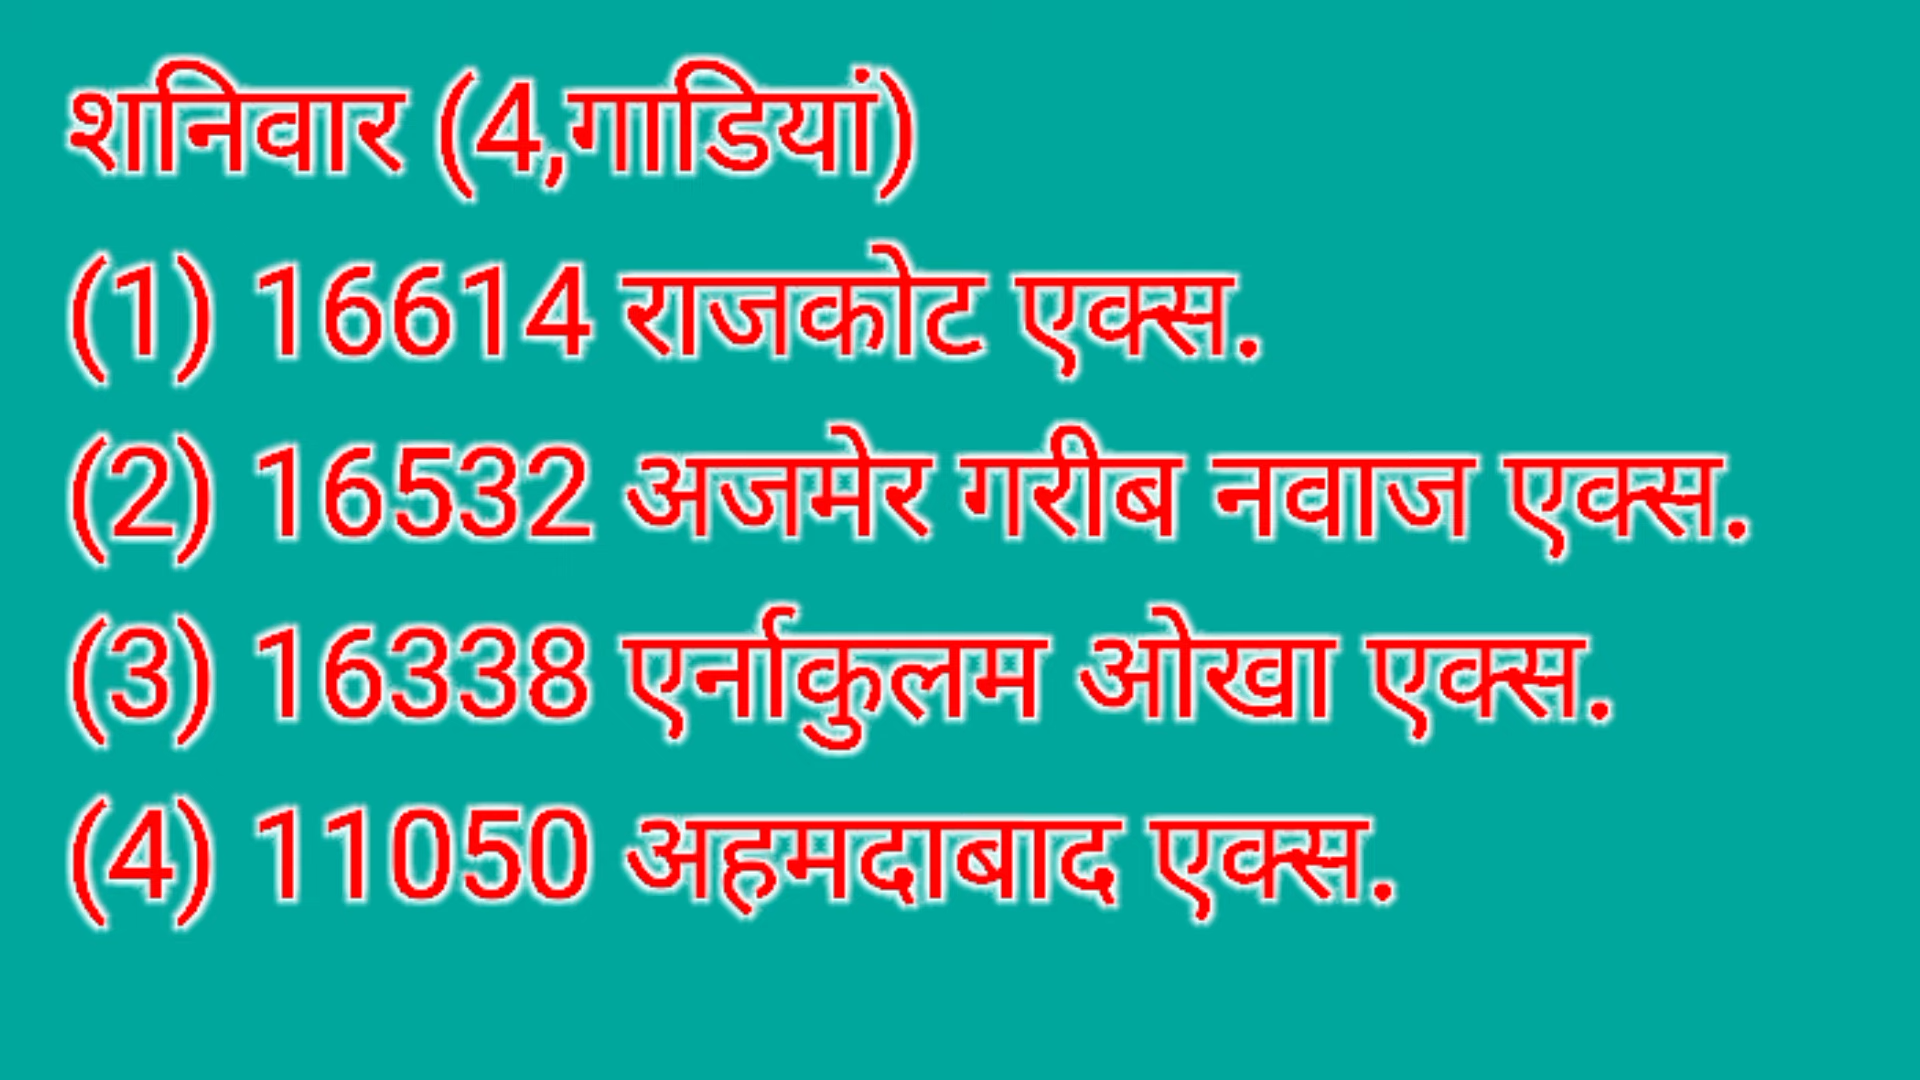 शनिवार (4,गाडियां)
(1) 16614 राजकोट एक्स.
(2) 16532 अजमेर गरीब नवाज एक्स.
(3) 16338 एर्नाकुलम ओखा एक्स.
(4) 11050 अहमदाबाद एक्स.